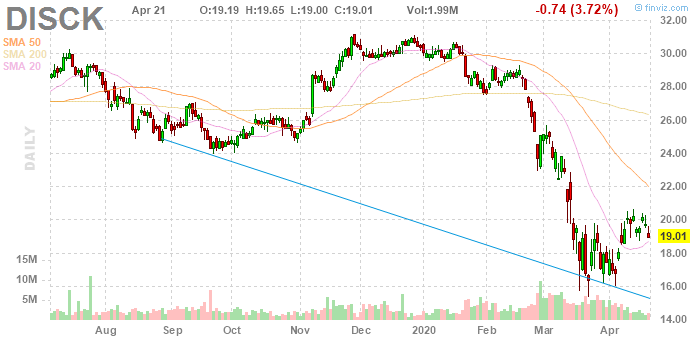 DISCK Apr 21 O:19.19 H:19.65 L:19.00 C:19.01 Vol:1.99M -0.74 (3.72%) © finviz.com
SMA 50
SMA 200
SMA 20
DAILY
32.00
30.00
28.00
26.00
24.00
22.00
20.00
19.01
18.00
16.00
14.00
15M
10M
5M
Aug Sep Oct Nov Dec 2020 Feb Mar Apr